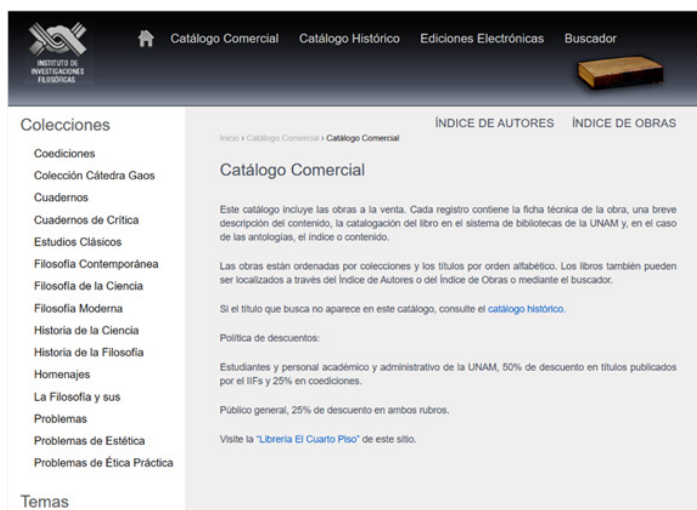 INSTITUTO DE
INVESTIGACIONES
FILOSÓFICAS
Catálogo Comercial Catálogo Histórico Ediciones Electrónicas Buscador
Colecciones
Coediciones
Colección Cátedra Gaos
Cuadernos
Cuadernos de Crítica
Estudios Clásicos
Filosofía Contemporánea
Filosofía de la Ciencia
Filosofía Moderna
Historia de la Ciencia
Historia de la Filosofía
Homenajes
La Filosofía y sus
Problemas
Problemas de Estética
Problemas de Ética Práctica
Temas
ÍNDICE DE AUTORES ÍNDICE DE OBRAS
Inicio › Catálogo Comercial › Catálogo Comercial
Catálogo Comercial
Este catálogo incluye las obras a la venta. Cada registro contiene la ficha técnica de la obra, una breve
descripción del contenido, la catalogación del libro en el sistema de bibliotecas de la UNAM y, en el caso
de las antologías, el índice o contenido.
Las obras están ordenadas por colecciones y los títulos por orden alfabético. Los libros también pueden
ser localizados a través del Índice de Autores o del Índice de Obras o mediante el buscador.
Si el título que busca no aparece en este catálogo, consulte el catálogo histórico.
Política de descuentos:
Estudiantes y personal académico y administrativo de la UNAM, 50% de descuento en títulos publicados
por el IIFs y 25% en coediciones.
Público general, 25% de descuento en ambos rubros.
Visite la "Librería El Cuarto Piso" de este sitio.